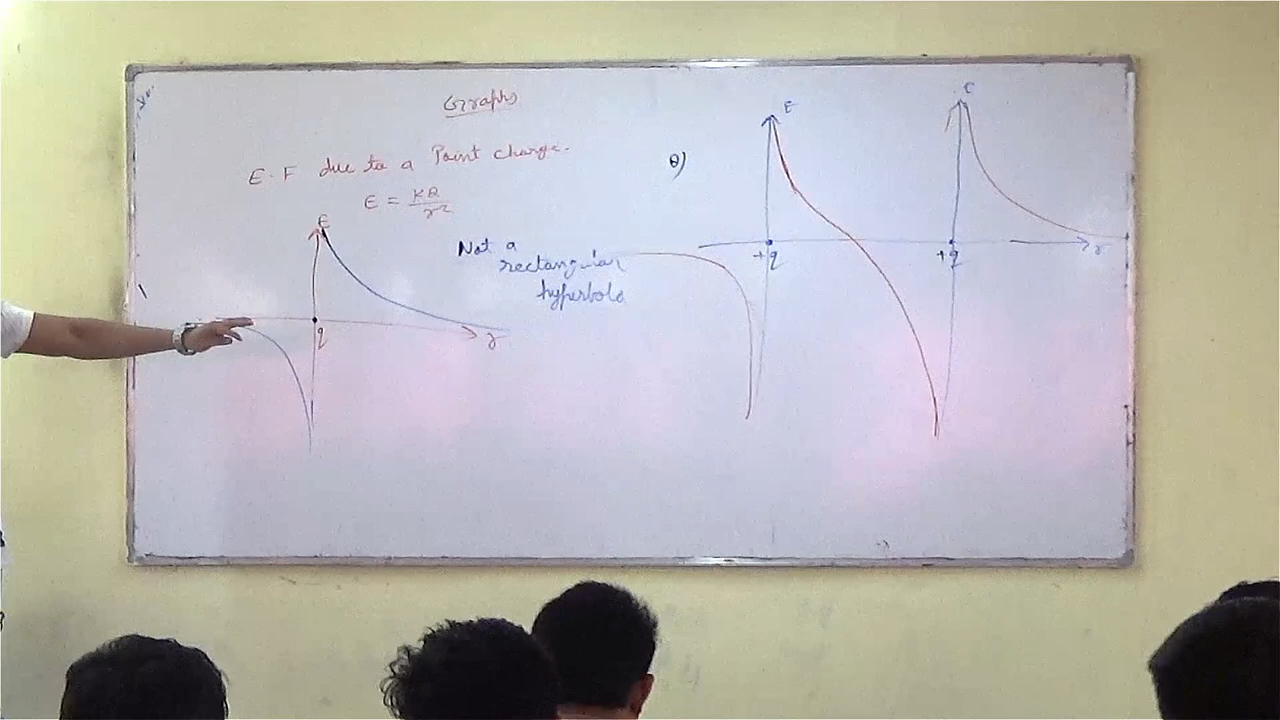 Graphs
E.F due to a Point charge.
E = KQ/r²
E
q
r
Not a
rectangular
hyperbola
Q)
E
+q
E
+q
r